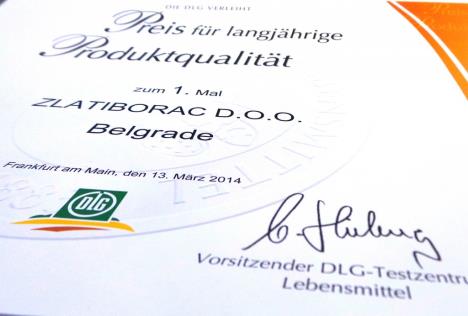 DIE DLG VERLEIHT
Preis für langjährige
Produktqualität
zum 1. Mal
ZLATIBORAC D.O.O.
Belgrade
Frankfurt am Main, den 13. März 2014
DLG
Vorsitzender DLG-Testzentru
Lebensmittel